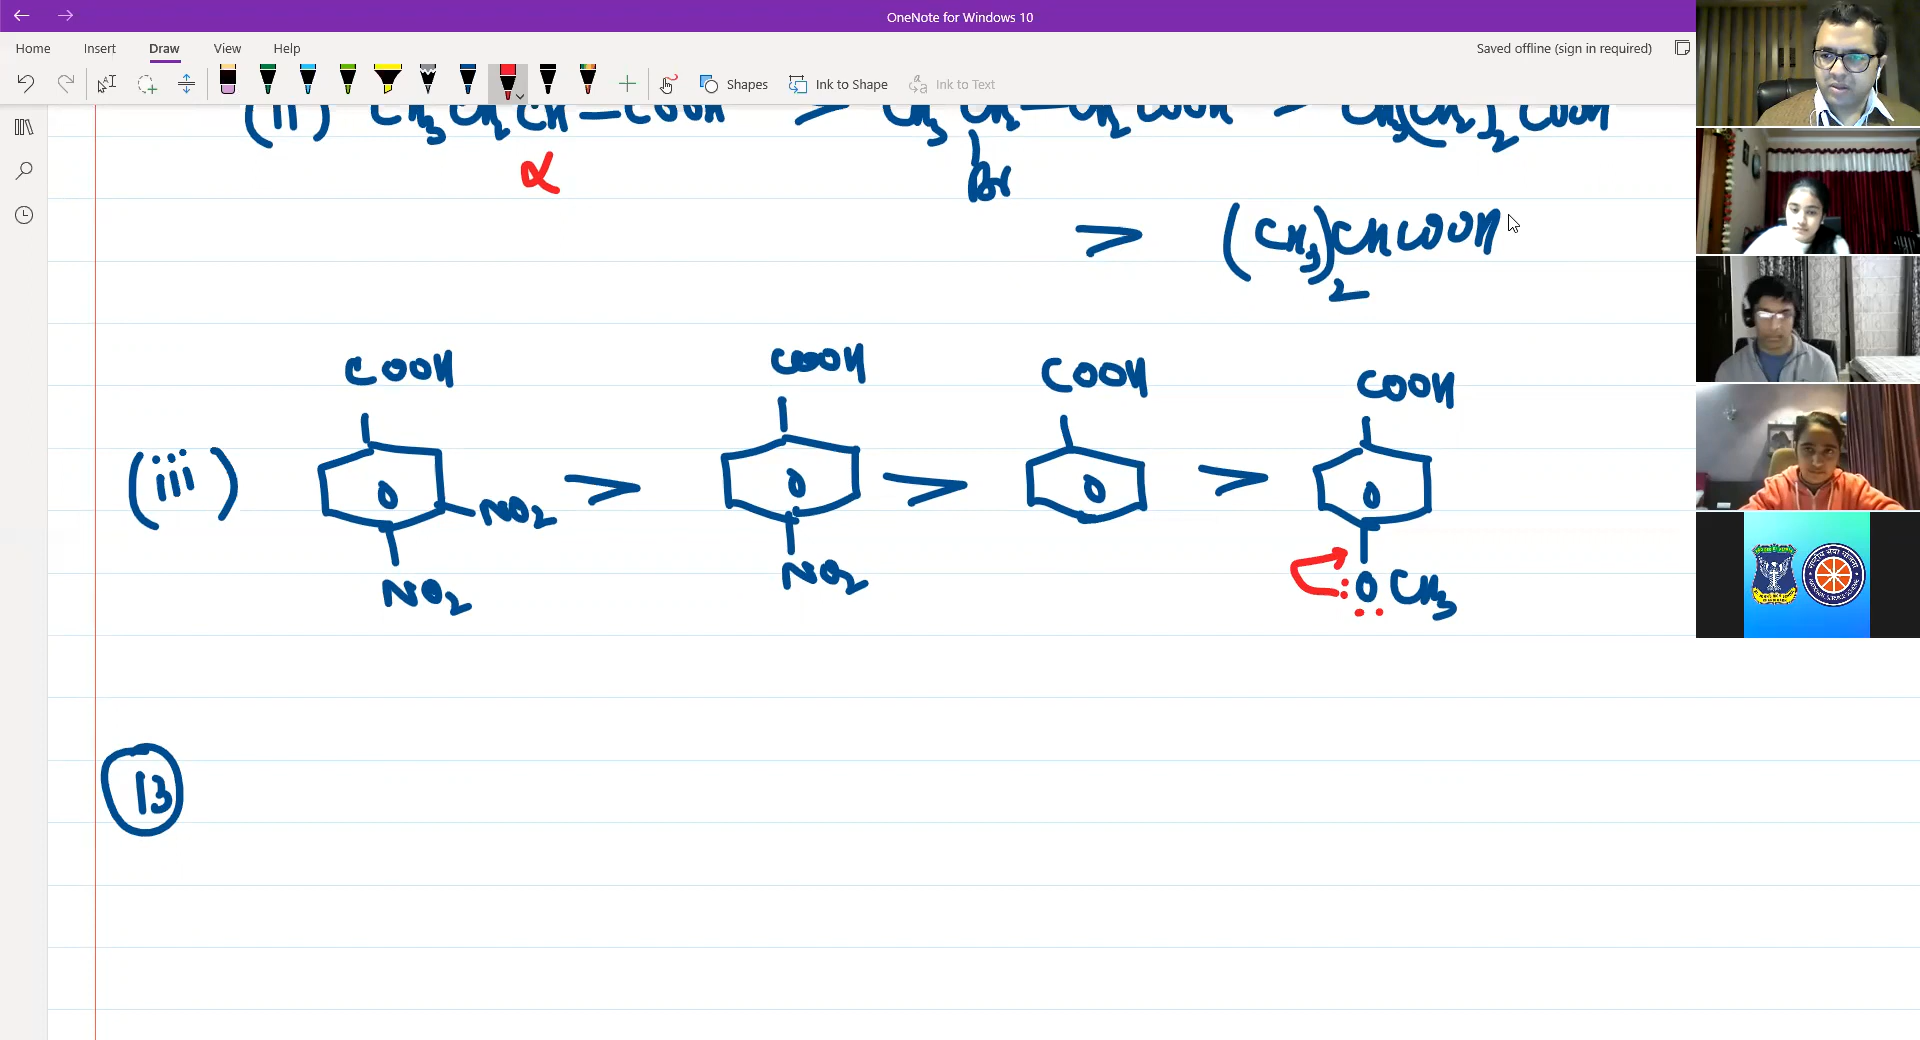 OneNote for Windows 10
Home Insert Draw View Help Saved offline (sign in required)
Shapes Ink to Shape Ink to Text
(ii) CH3CH2CH-COOH > CH3CH-CH2COOH > CH3(CH2)2COOH
α Br
> (CH3)2CHCOOH
COOH COOH COOH COOH
(iii) > > >
NO2
NO2 NO2 OCH3
13